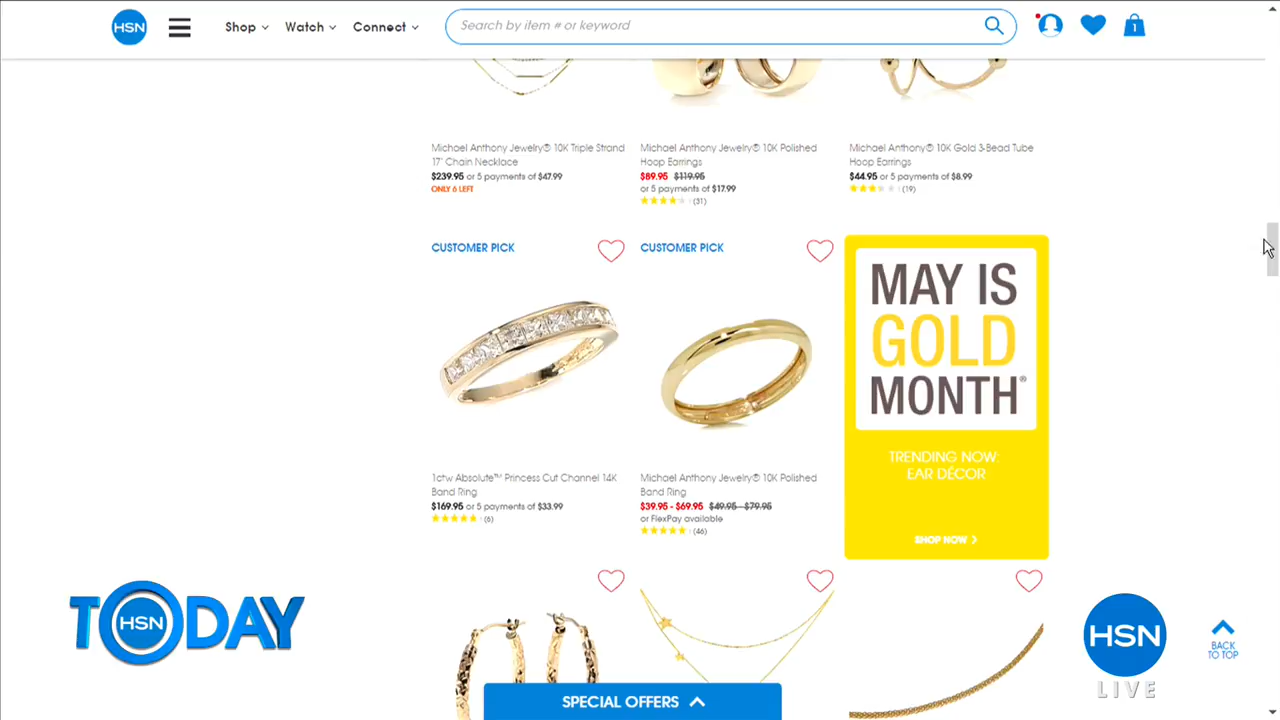 HSN
Shop
Watch
Connect
Search by item # or keyword
1
Michael Anthony Jewelry® 10K Triple Strand
17" Chain Necklace
$239.95 or 5 payments of $47.99
ONLY 6 LEFT
Michael Anthony Jewelry® 10K Polished
Hoop Earrings
$89.95 $119.95
or 5 payments of $17.99
(31)
Michael Anthony® 10K Gold 3-Bead Tube
Hoop Earrings
$44.95 or 5 payments of $8.99
(19)
CUSTOMER PICK
CUSTOMER PICK
1ctw Absolute™ Princess Cut Channel 14K
Band Ring
$169.95 or 5 payments of $33.99
(6)
Michael Anthony Jewelry® 10K Polished
Band Ring
$39.95 - $69.95 $49.95 - $79.95
or FlexPay available
(46)
MAY IS
GOLD
MONTH®
TRENDING NOW:
EAR DÉCOR
SHOP NOW
TODAY
HSN
HSN
LIVE
BACK
TO TOP
SPECIAL OFFERS